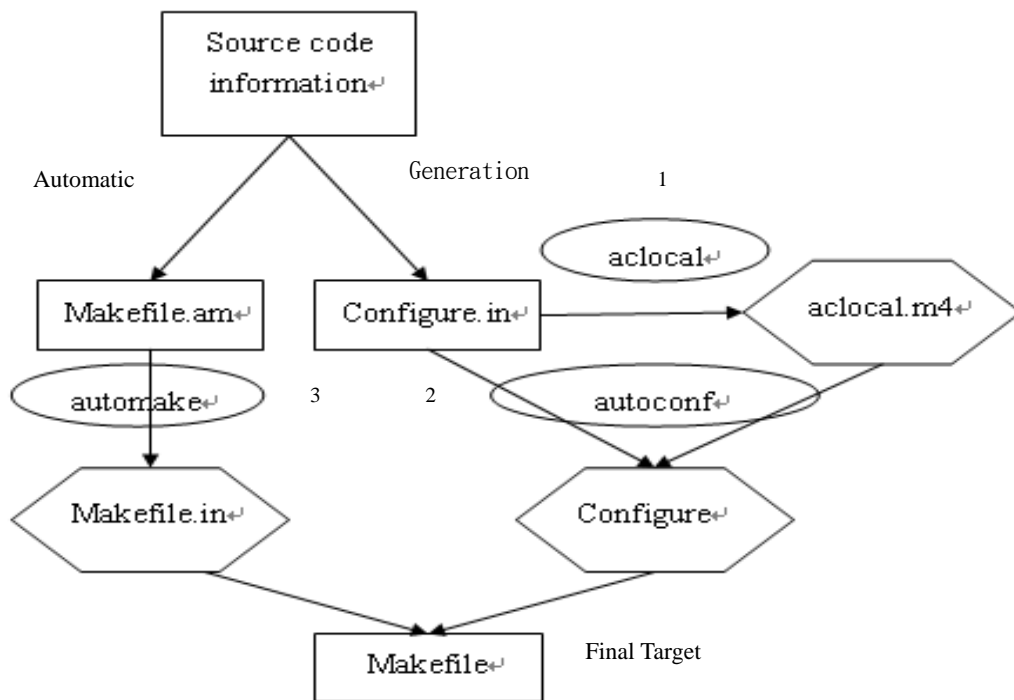 Source code
information↵
Automatic
Generation
1
aclocal↵
Makefile.am↵
Configure.in↵
aclocal.m4↵
automake↵
3
2
autoconf↵
Makefile.in↵
Configure↵
Makefile↵
Final Target